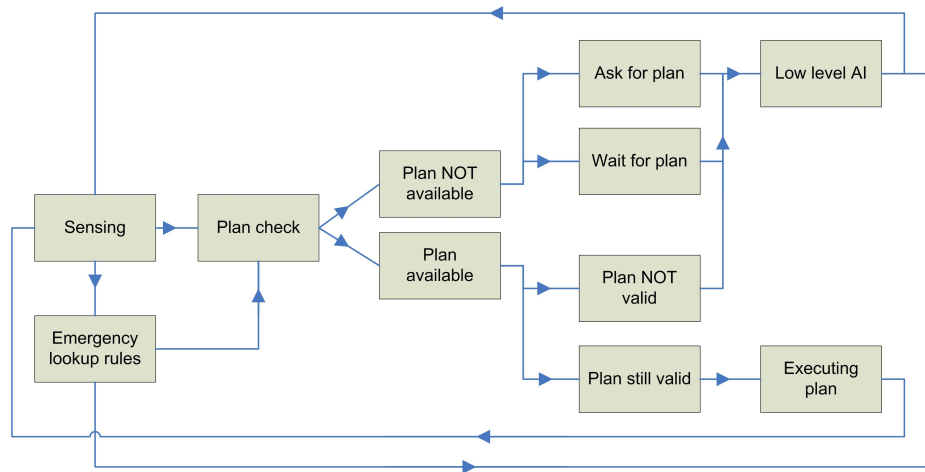 Ask for plan
Low level AI
Wait for plan
Plan NOT
available
Sensing
Plan check
Plan
available
Plan NOT
valid
Emergency
lookup rules
Plan still valid
Executing
plan